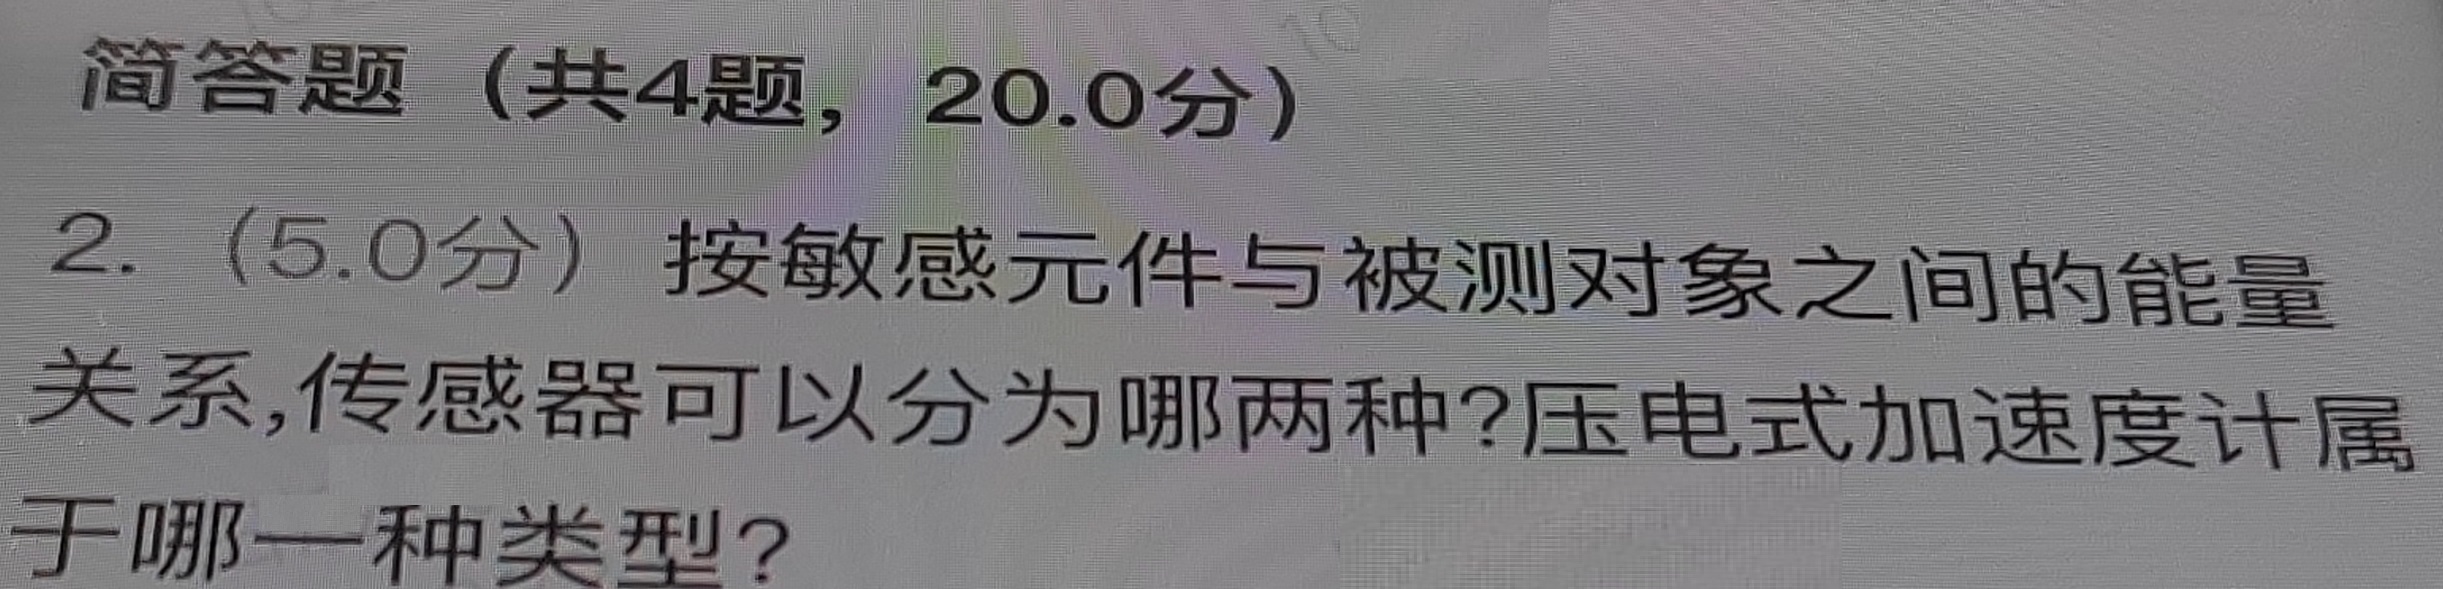 简答题（共4题，20.0分）
2.（5.0分）按敏感元件与被测对象之间的能量
关系,传感器可以分为哪两种?压电式加速度计属
于哪一种类型?